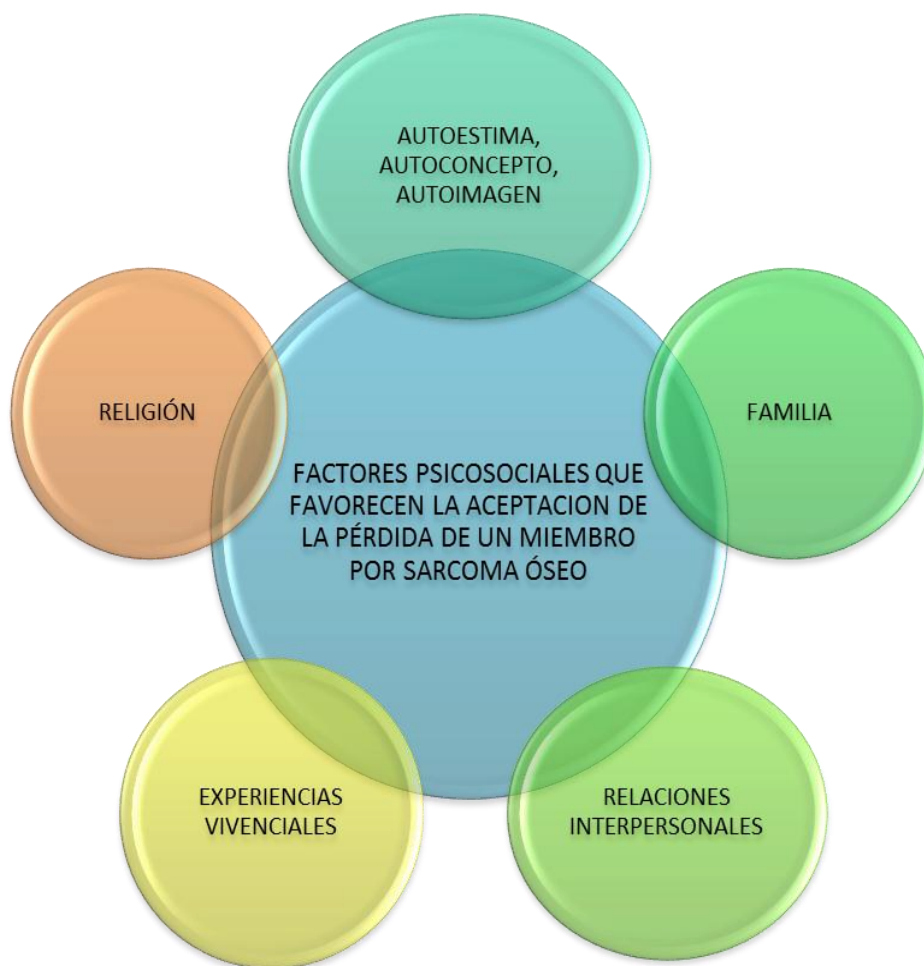 AUTOESTIMA,
AUTOCONCEPTO,
AUTOIMAGEN
RELIGIÓN
FAMILIA
FACTORES PSICOSOCIALES QUE
FAVORECEN LA ACEPTACION DE
LA PÉRDIDA DE UN MIEMBRO
POR SARCOMA ÓSEO
EXPERIENCIAS
VIVENCIALES
RELACIONES
INTERPERSONALES